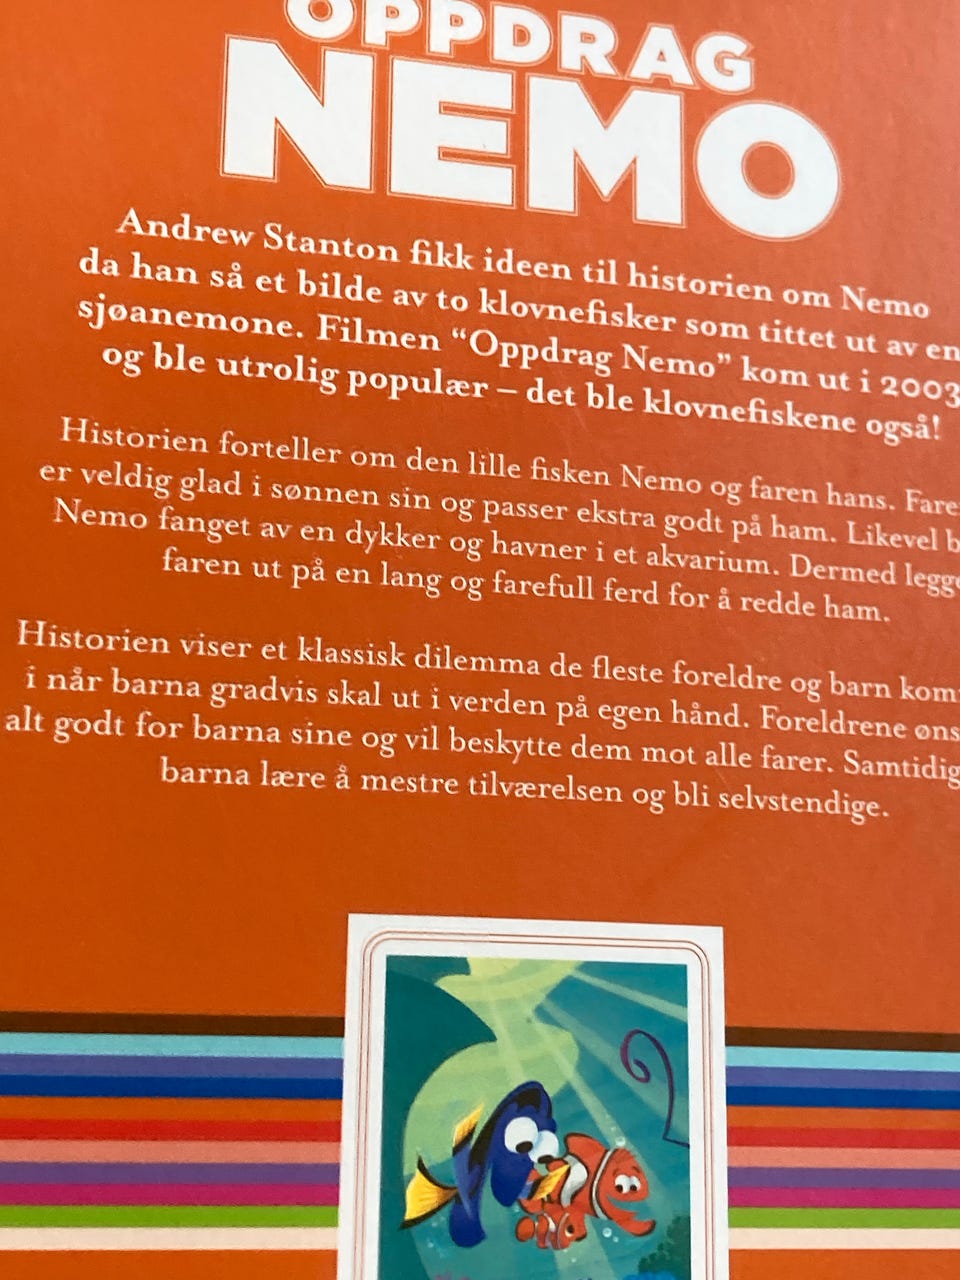 OPPDRAG
NEMO
Andrew Stanton fikk ideen til historien om Nemo
da han så et bilde av to klovnefisker som tittet ut av en
sjøanemone. Filmen “Oppdrag Nemo” kom ut i 2003
og ble utrolig populær – det ble klovnefiskene også!
Historien forteller om den lille fisken Nemo og faren hans. Fare
er veldig glad i sønnen sin og passer ekstra godt på ham. Likevel b
Nemo fanget av en dykker og havner i et akvarium. Dermed legge
faren ut på en lang og farefull ferd for å redde ham.
Historien viser et klassisk dilemma de fleste foreldre og barn kom
i når barna gradvis skal ut i verden på egen hånd. Foreldrene øns
alt godt for barna sine og vil beskytte dem mot alle farer. Samtidig
barna lære å mestre tilværelsen og bli selvstendige.